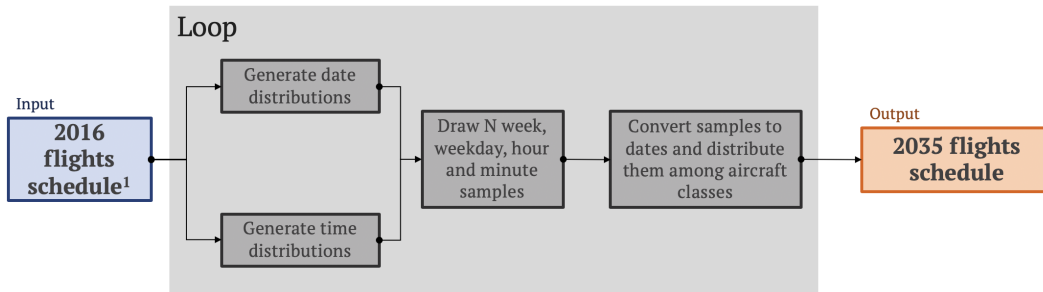 Loop
Input
2016
flights
schedule¹
Generate date
distributions
Generate time
distributions
Draw N week,
weekday, hour
and minute
samples
Convert samples to
dates and distribute
them among aircraft
classes
Output
2035 flights
schedule